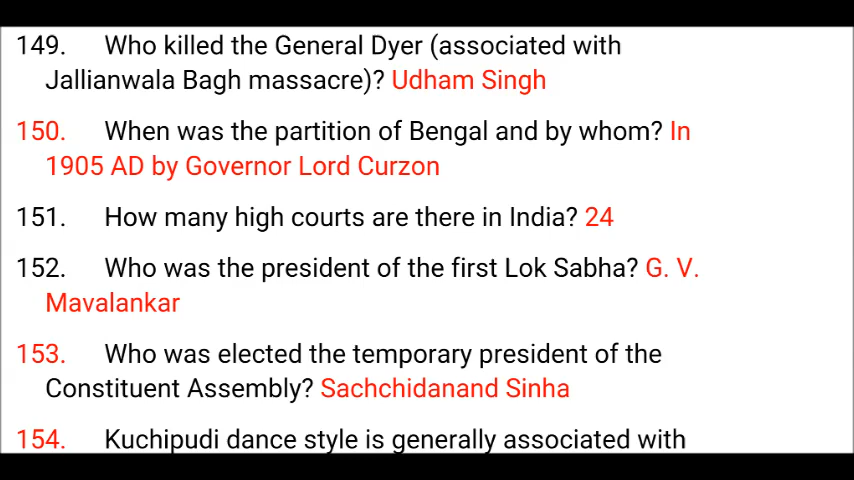 149. Who killed the General Dyer (associated with
Jallianwala Bagh massacre)? Udham Singh
150. When was the partition of Bengal and by whom? In
1905 AD by Governor Lord Curzon
151. How many high courts are there in India? 24
152. Who was the president of the first Lok Sabha? G. V.
Mavalankar
153. Who was elected the temporary president of the
Constituent Assembly? Sachchidanand Sinha
154. Kuchipudi dance style is generally associated with